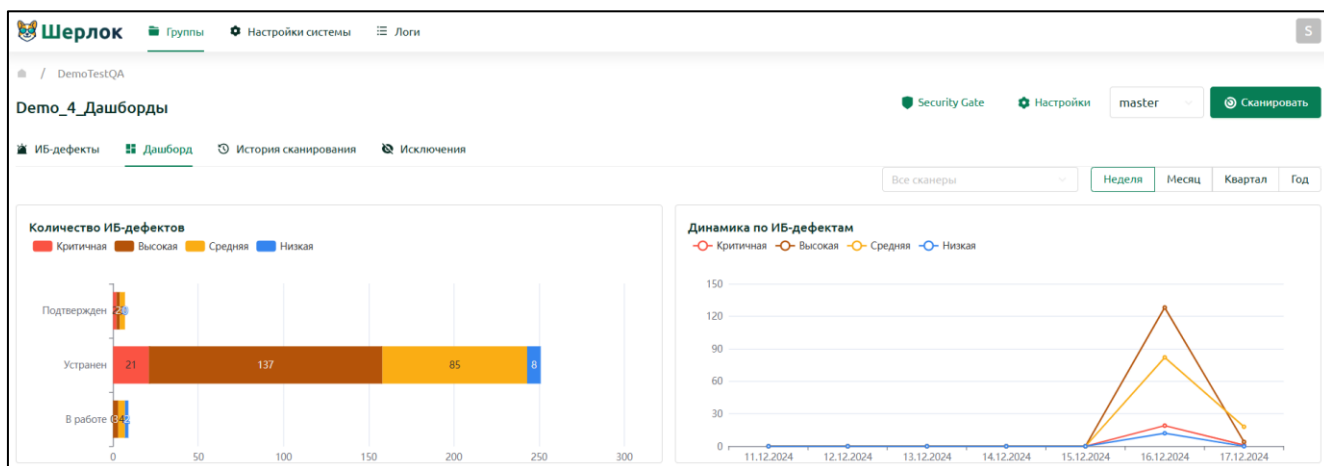 Шерлок Группы Настройки системы Логи S
/ DemoTestQA
Demo_4_Дашборды Security Gate Настройки master Сканировать
ИБ-дефекты Дашборд История сканирования Исключения
Все сканеры Неделя Месяц Квартал Год
Количество ИБ-дефектов
Критичная Высокая Средняя Низкая
Подтвержден
Устранен 21 137 85 8
В работе
0 50 100 150 200 250 300
Динамика по ИБ-дефектам
Критичная Высокая Средняя Низкая
150
120
90
60
30
0
11.12.2024 12.12.2024 13.12.2024 14.12.2024 15.12.2024 16.12.2024 17.12.2024